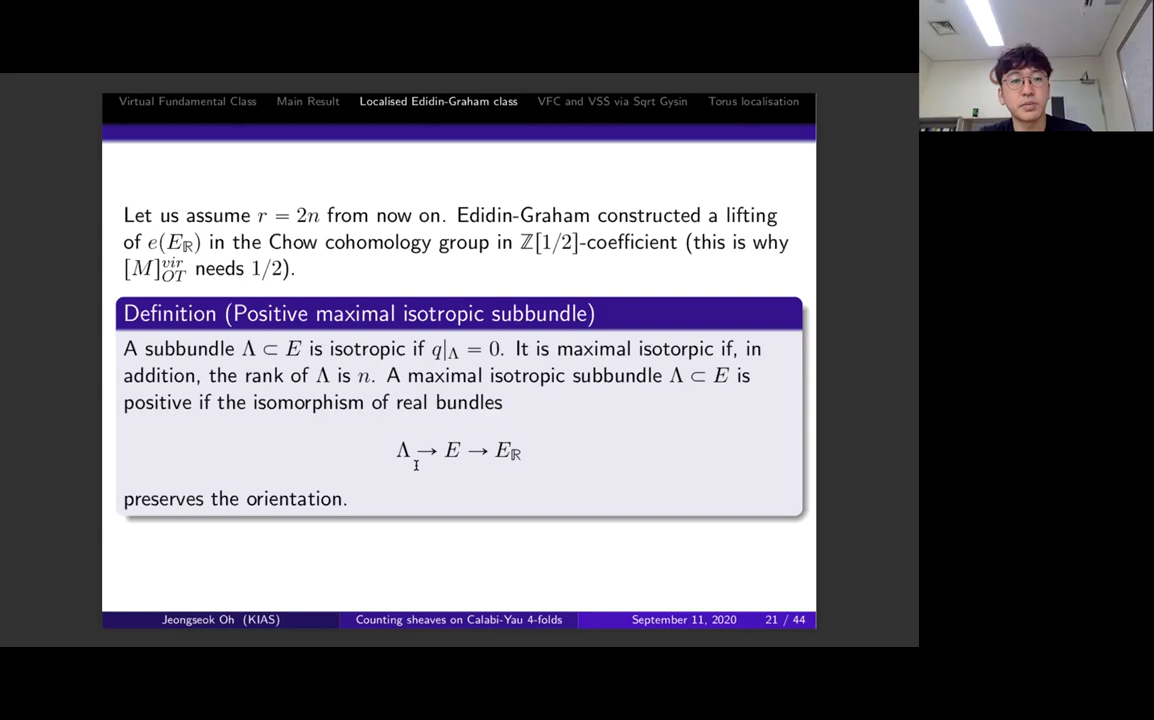 Virtual Fundamental Class Main Result Localised Edidin-Graham class VFC and VSS via Sqrt Gysin Torus localisation
Let us assume r = 2n from now on. Edidin-Graham constructed a lifting
of e(E_ℝ) in the Chow cohomology group in ℤ[1/2]-coefficient (this is why
[M]^{vir}_{OT} needs 1/2).
Definition (Positive maximal isotropic subbundle)
A subbundle Λ ⊂ E is isotropic if q|_Λ = 0. It is maximal isotorpic if, in
addition, the rank of Λ is n. A maximal isotropic subbundle Λ ⊂ E is
positive if the isomorphism of real bundles
Λ → E → E_ℝ
preserves the orientation.
Jeongseok Oh (KIAS) Counting sheaves on Calabi-Yau 4-folds September 11, 2020 21 / 44